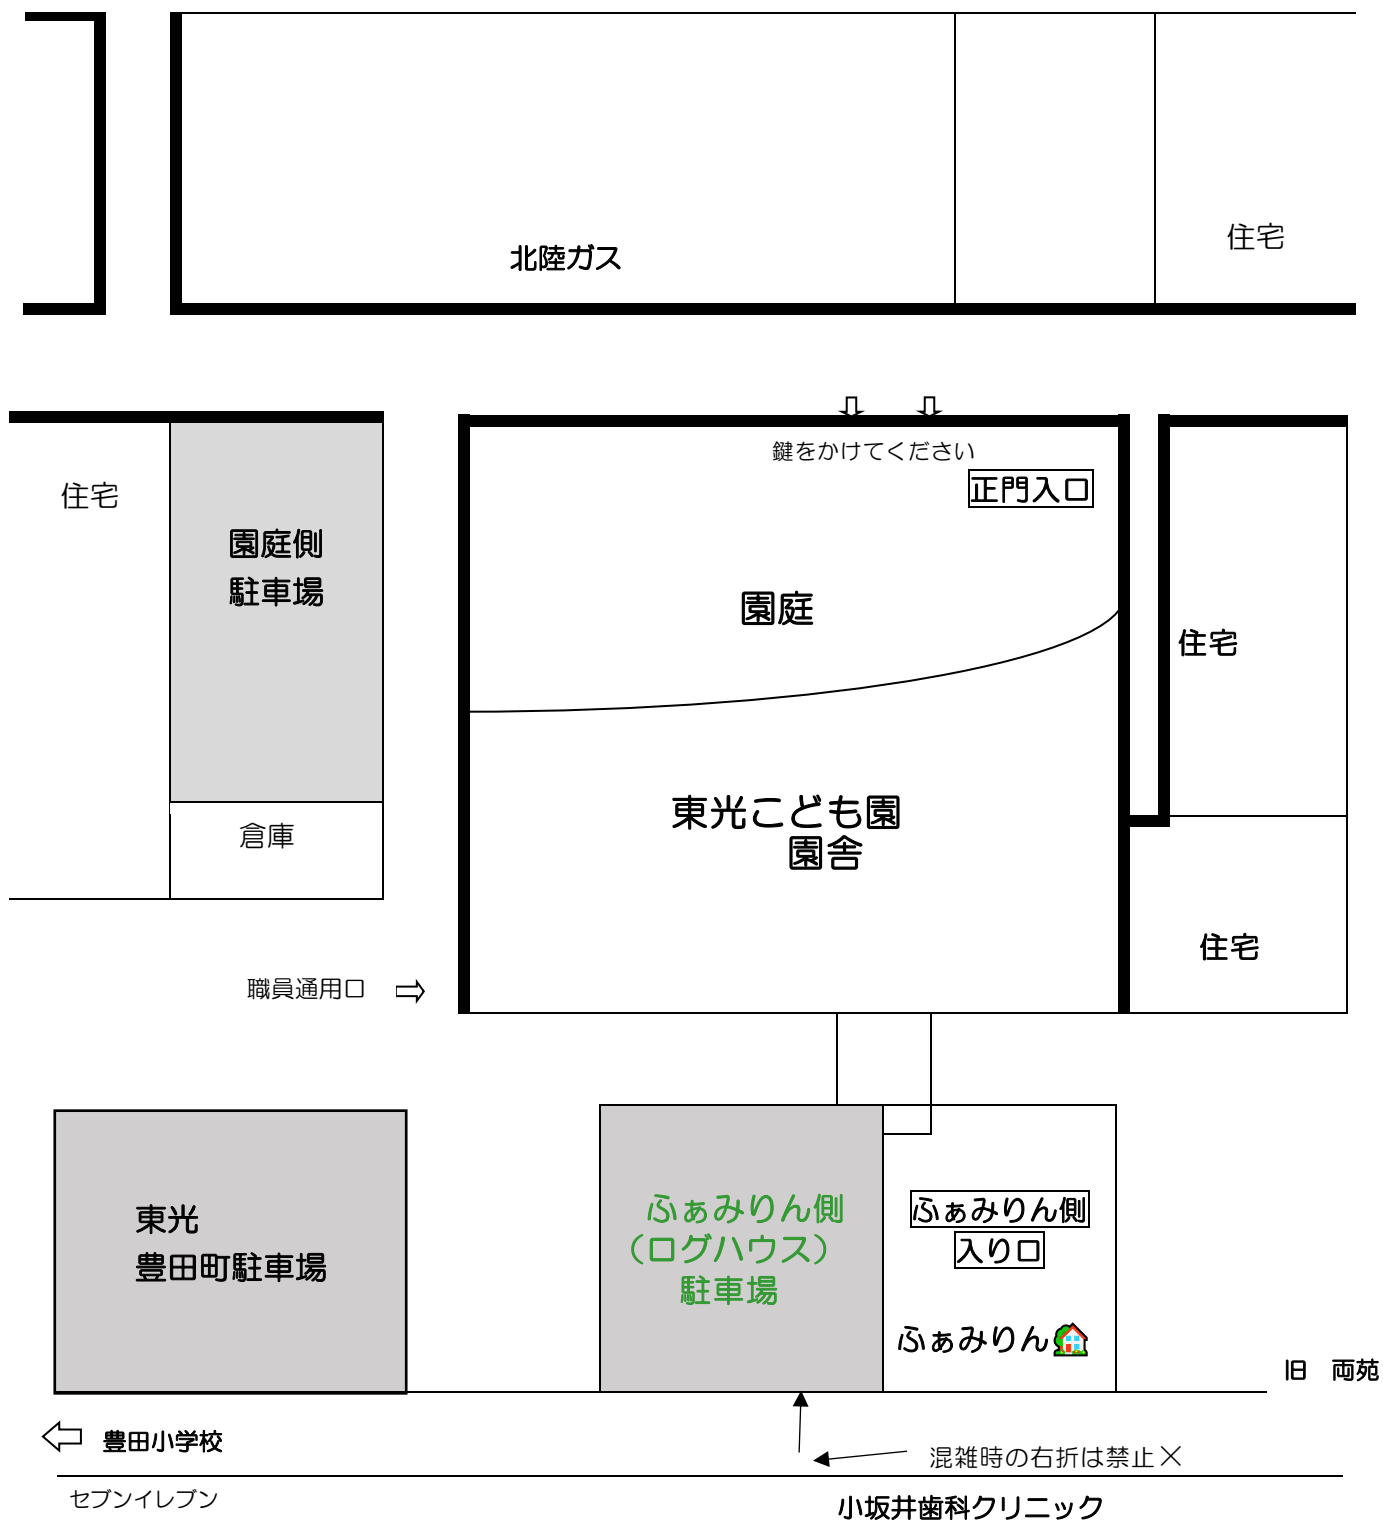 北陸ガス
住宅
鍵をかけてください
正門入口
住宅
園庭側
駐車場
園庭
住宅
東光こども園
園舎
倉庫
住宅
職員通用口
東光
豊田町駐車場
ふぁみりん側
（ログハウス）
駐車場
ふぁみりん側
入り口
ふぁみりん
旧　両苑
豊田小学校
混雑時の右折は禁止×
セブンイレブン
小坂井歯科クリニック